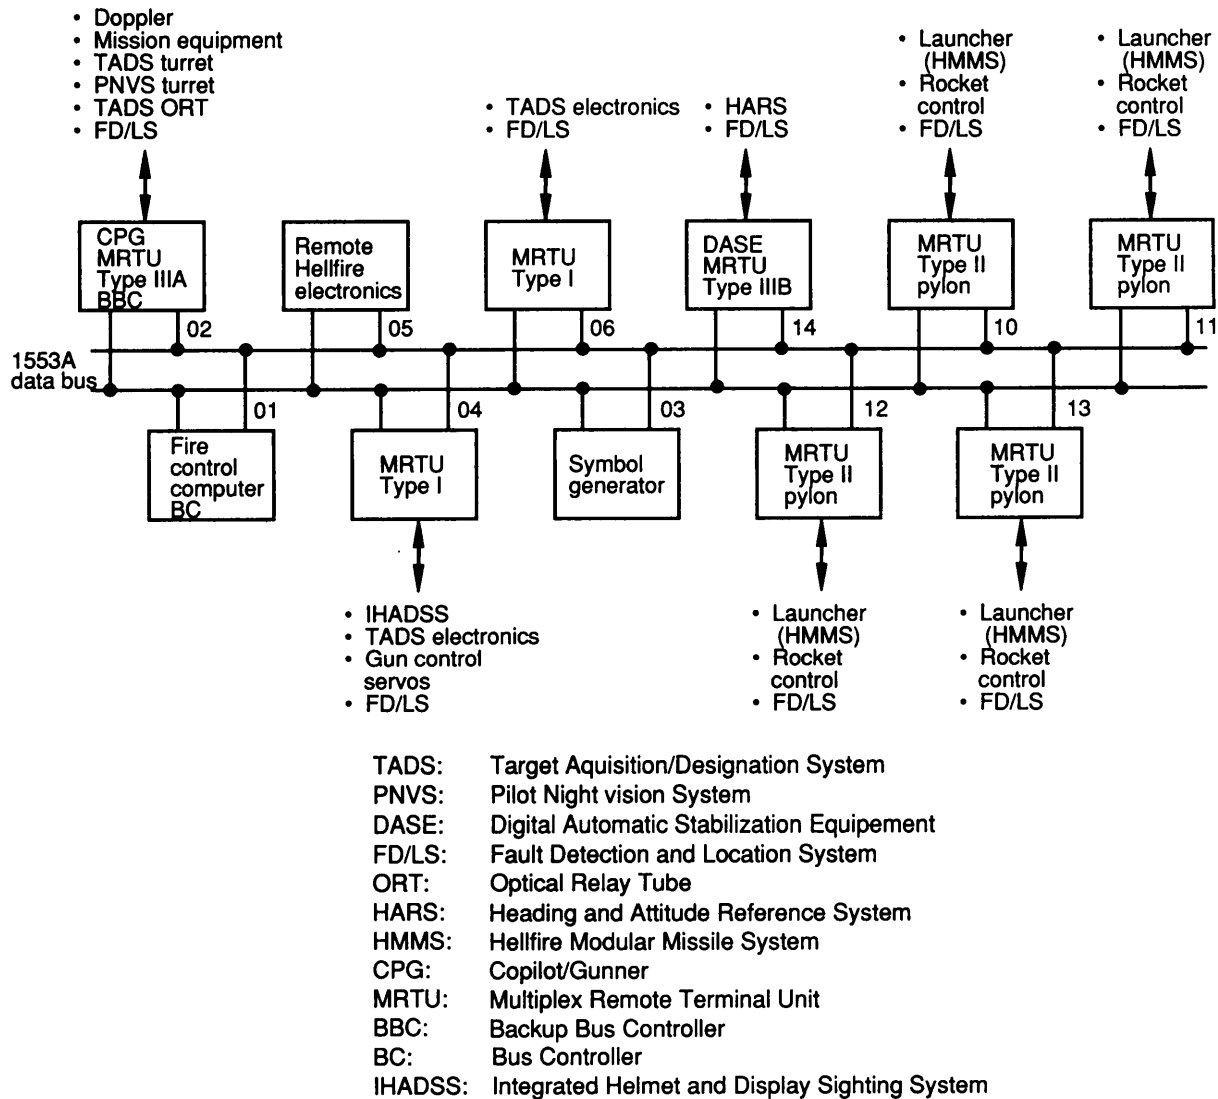 • Doppler
• Mission equipment
• TADS turret
• PNVS turret
• TADS ORT
• FD/LS
• TADS electronics
• FD/LS
• HARS
• FD/LS
• Launcher
(HMMS)
• Rocket
control
• FD/LS
• Launcher
(HMMS)
• Rocket
control
• FD/LS
CPG
MRTU
Type IIIA
BBC
Remote
Hellfire
electronics
MRTU
Type I
DASE
MRTU
Type IIIB
MRTU
Type II
pylon
MRTU
Type II
pylon
02
05
06
14
10
11
1553A
data bus
01
04
03
12
13
Fire
control
computer
BC
MRTU
Type I
Symbol
generator
MRTU
Type II
pylon
MRTU
Type II
pylon
• IHADSS
• TADS electronics
• Gun control
servos
• FD/LS
• Launcher
(HMMS)
• Rocket
control
• FD/LS
• Launcher
(HMMS)
• Rocket
control
• FD/LS
TADS: Target Aquisition/Designation System
PNVS: Pilot Night vision System
DASE: Digital Automatic Stabilization Equipement
FD/LS: Fault Detection and Location System
ORT: Optical Relay Tube
HARS: Heading and Attitude Reference System
HMMS: Hellfire Modular Missile System
CPG: Copilot/Gunner
MRTU: Multiplex Remote Terminal Unit
BBC: Backup Bus Controller
BC: Bus Controller
IHADSS: Integrated Helmet and Display Sighting System